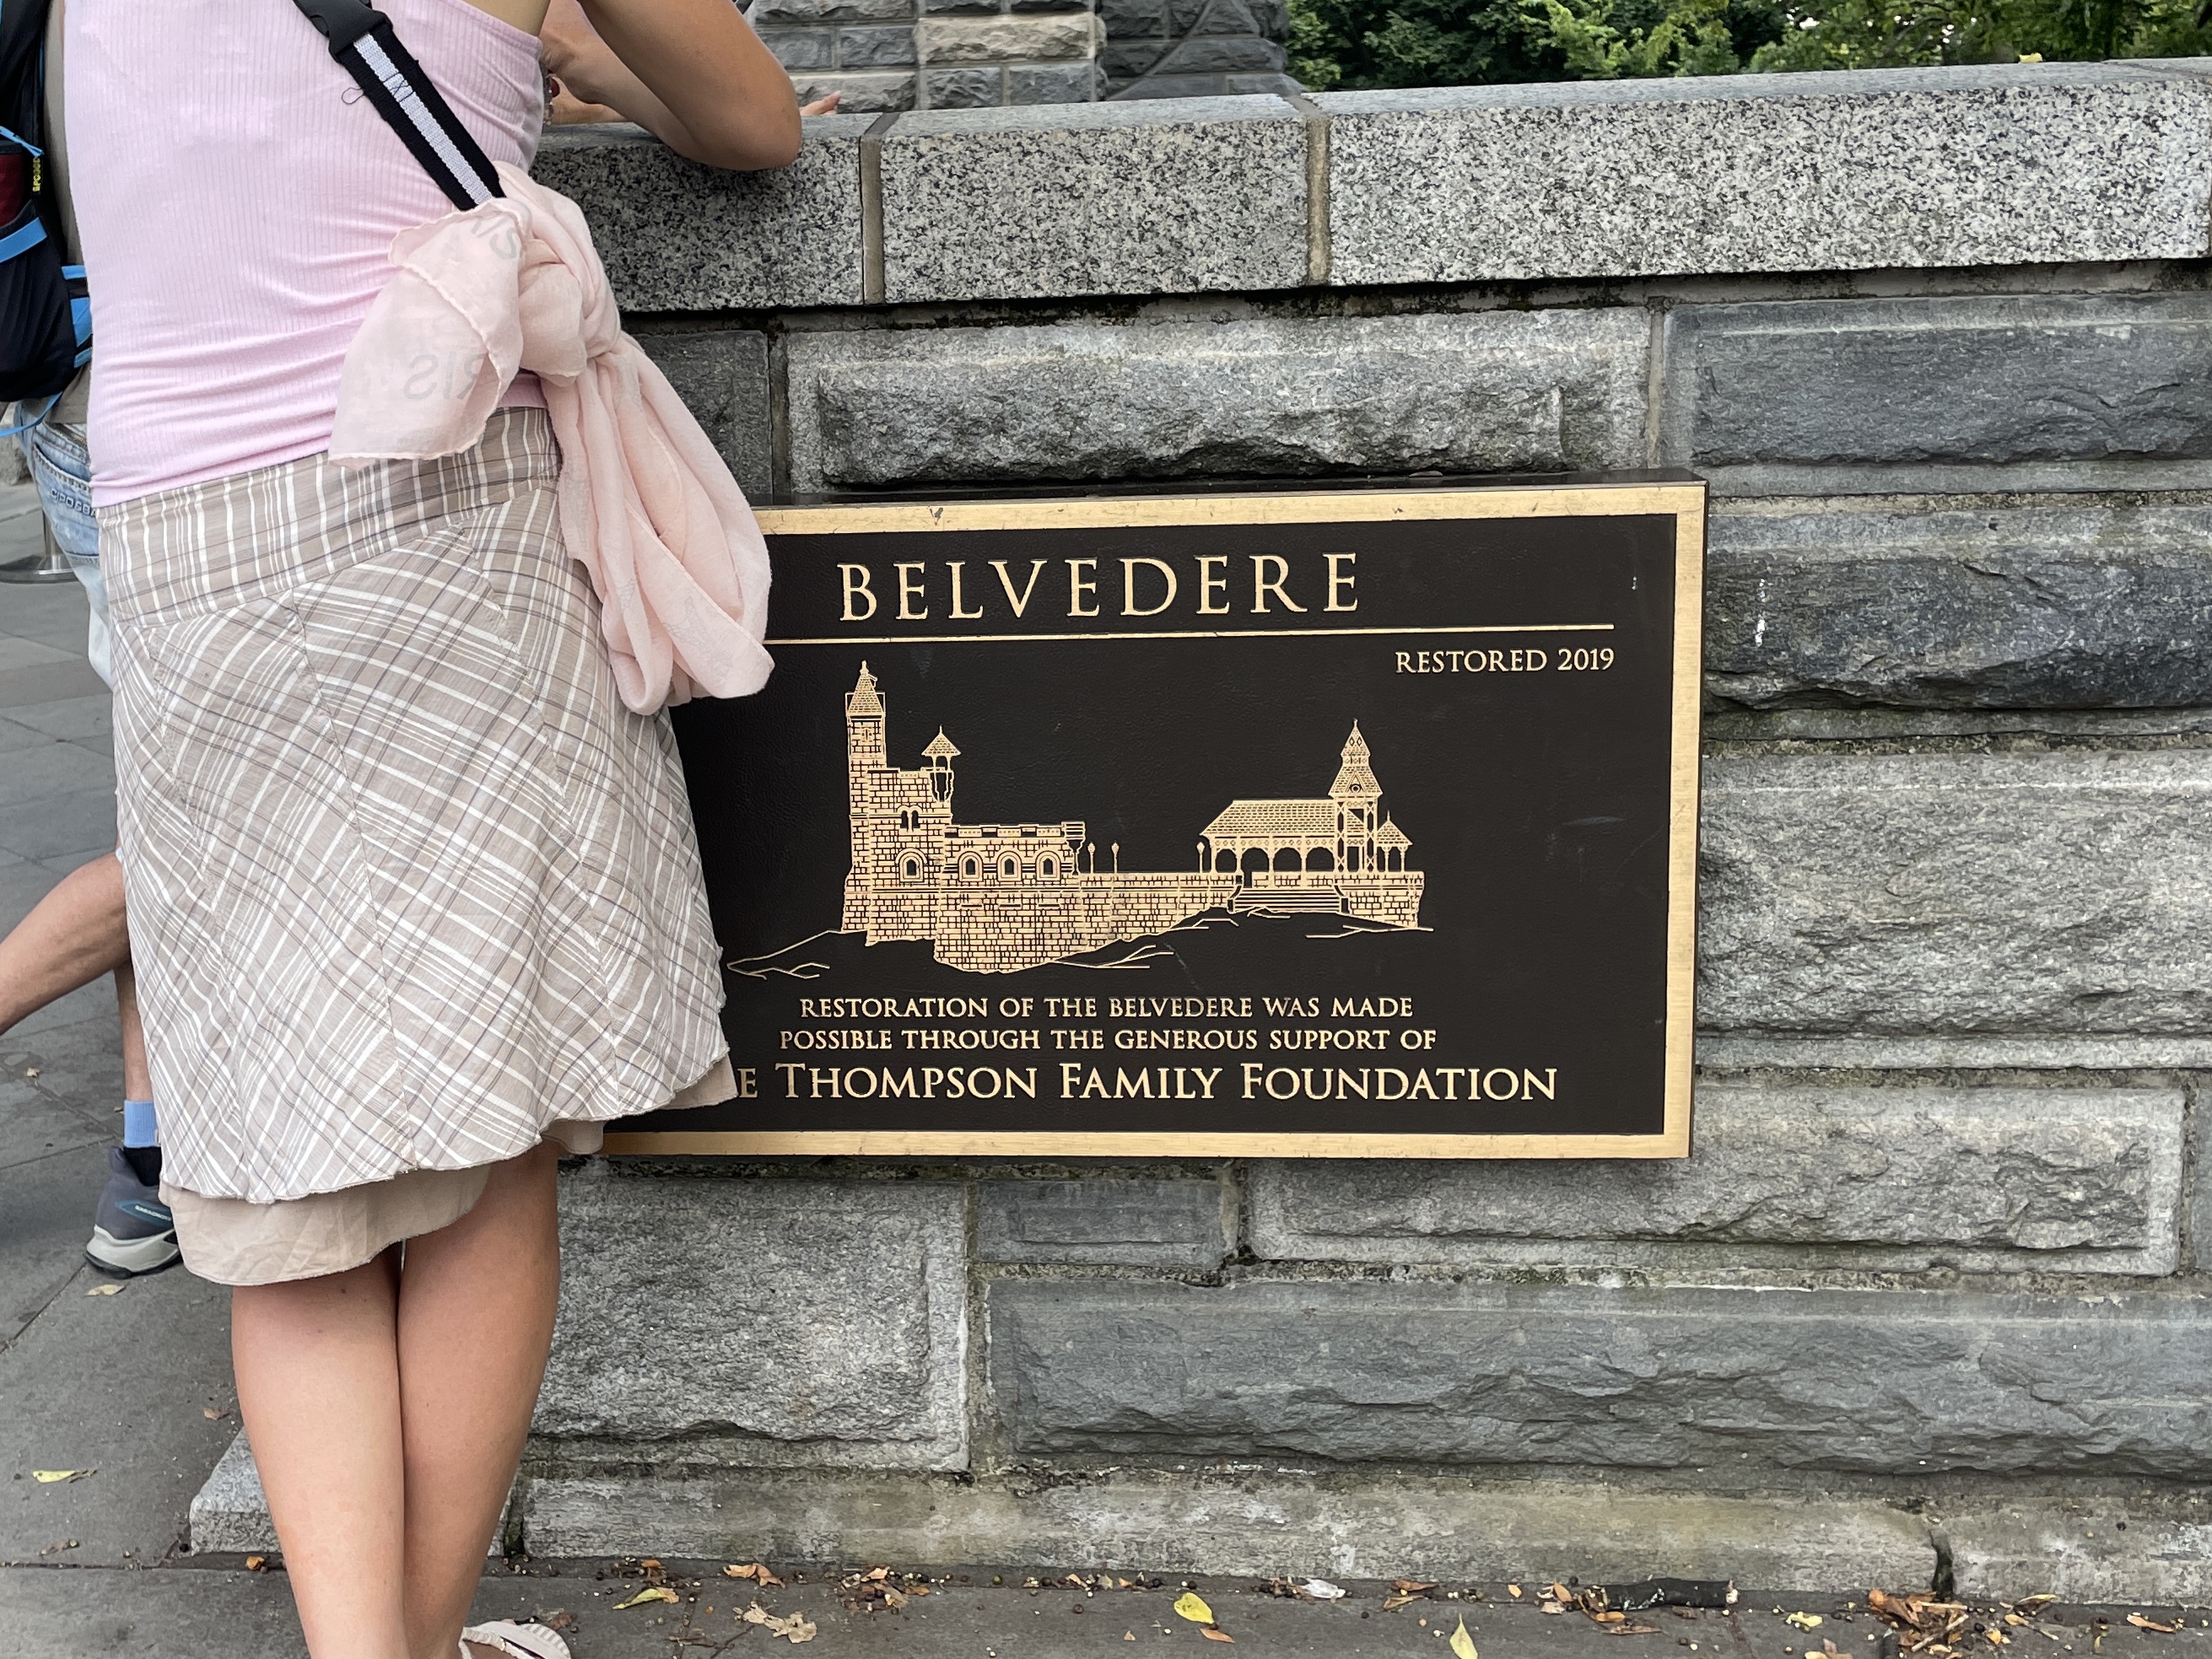 BELVEDERE
RESTORED 2019
RESTORATION OF THE BELVEDERE WAS MADE
POSSIBLE THROUGH THE GENEROUS SUPPORT OF
E THOMPSON FAMILY FOUNDATION